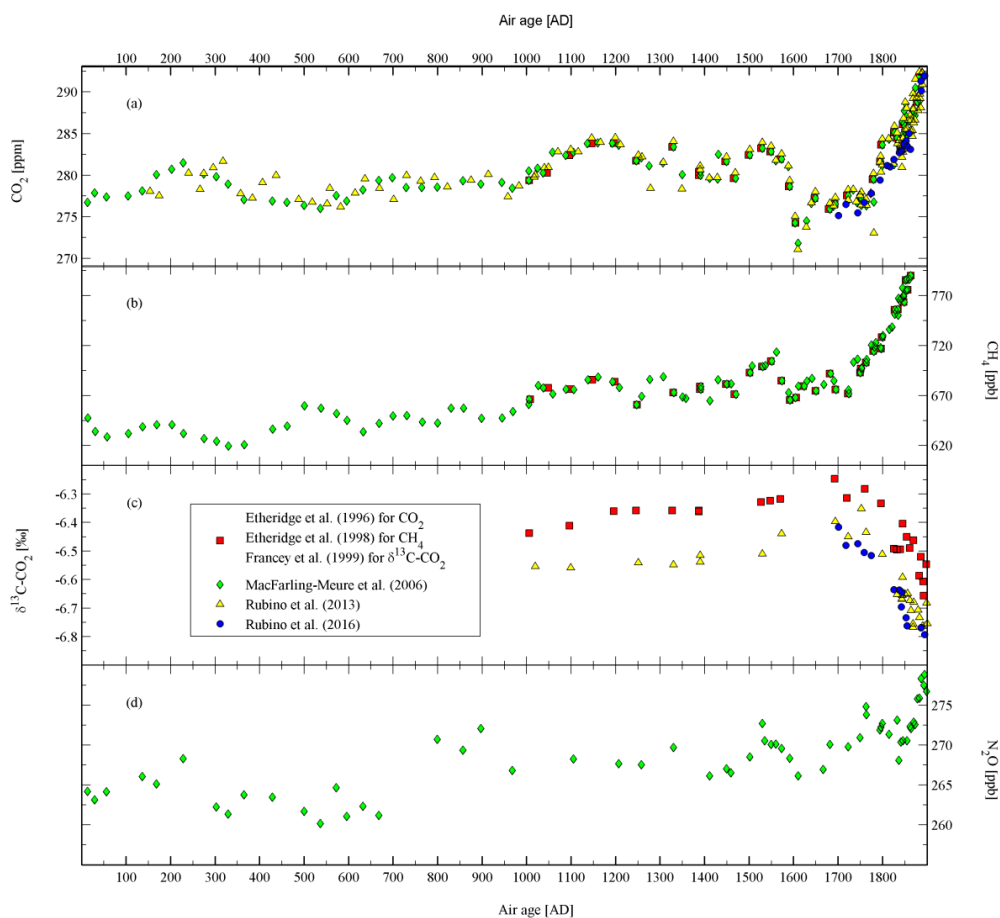 Air age [AD]
100 200 300 400 500 600 700 800 900 1000 1100 1200 1300 1400 1500 1600 1700 1800
(a)
CO2 [ppm]
290
285
280
275
270
(b)
CH4 [ppb]
770
720
670
620
(c)
δ13C-CO2 [‰]
-6.3
-6.4
-6.5
-6.6
-6.7
-6.8
Etheridge et al. (1996) for CO2
Etheridge et al. (1998) for CH4
Francey et al. (1999) for δ13C-CO2
MacFarling-Meure et al. (2006)
Rubino et al. (2013)
Rubino et al. (2016)
(d)
N2O [ppb]
275
270
265
260
100 200 300 400 500 600 700 800 900 1000 1100 1200 1300 1400 1500 1600 1700 1800
Air age [AD]